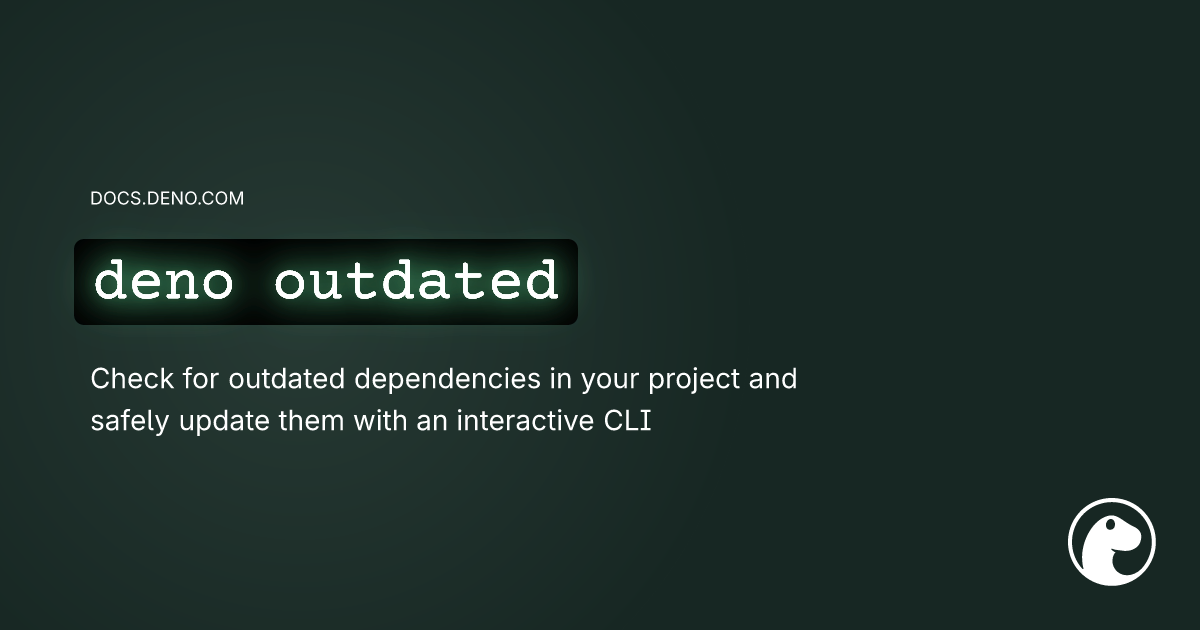 DOCS.DENO.COM
deno outdated
Check for outdated dependencies in your project and
safely update them with an interactive CLI